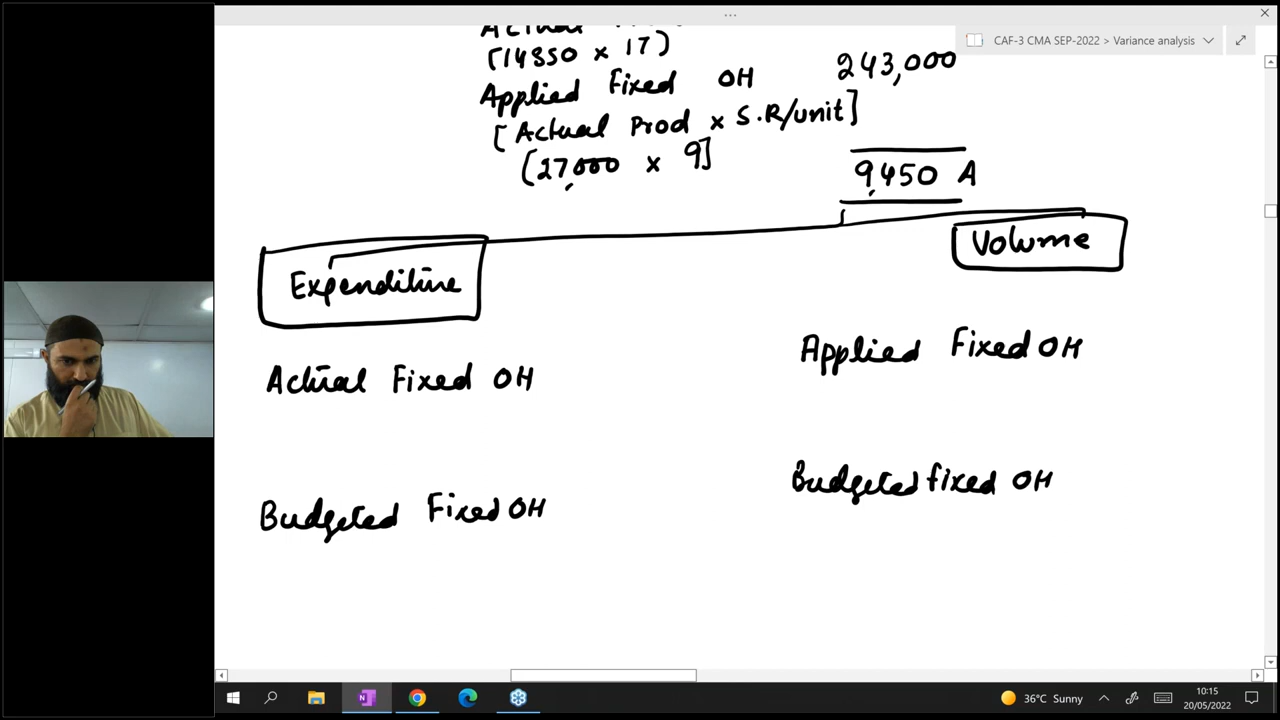 CAF-3 CMA SEP-2022 > Variance analysis
[14850 x 17]
Applied Fixed OH 243,000
[Actual Prod x S.R/unit]
[27,000 x 9]
9,450 A
Expenditure
Volume
Actual Fixed OH
Applied Fixed OH
Budgeted Fixed OH
Budgeted fixed OH
36°C Sunny
10:15
20/05/2022